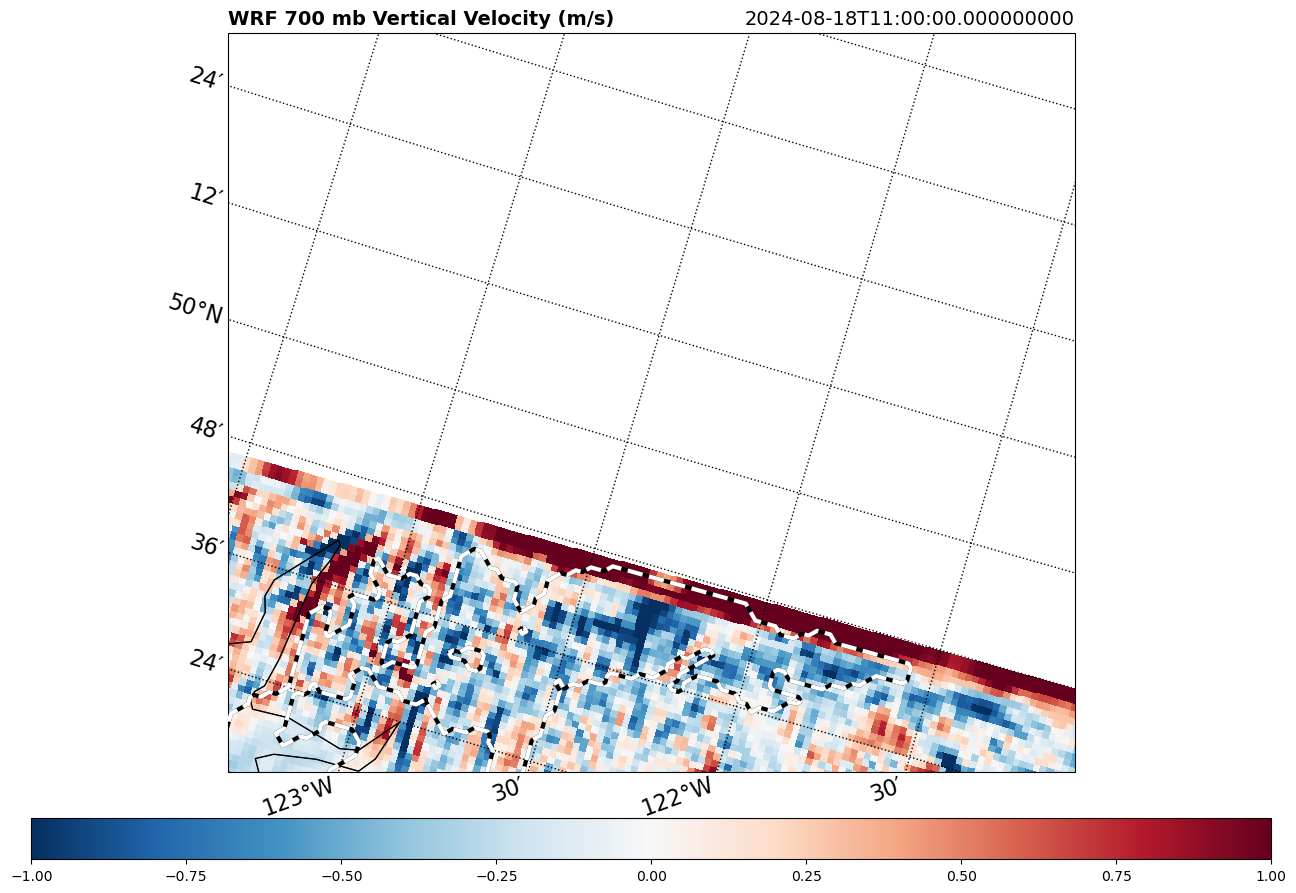 WRF 700 mb Vertical Velocity (m/s) 2024-08-18T11:00:00.000000000
24′
12′
50°N
48′
36′
24′
123°W 30′ 122°W 30′
−1.00 −0.75 −0.50 −0.25 0.00 0.25 0.50 0.75 1.00